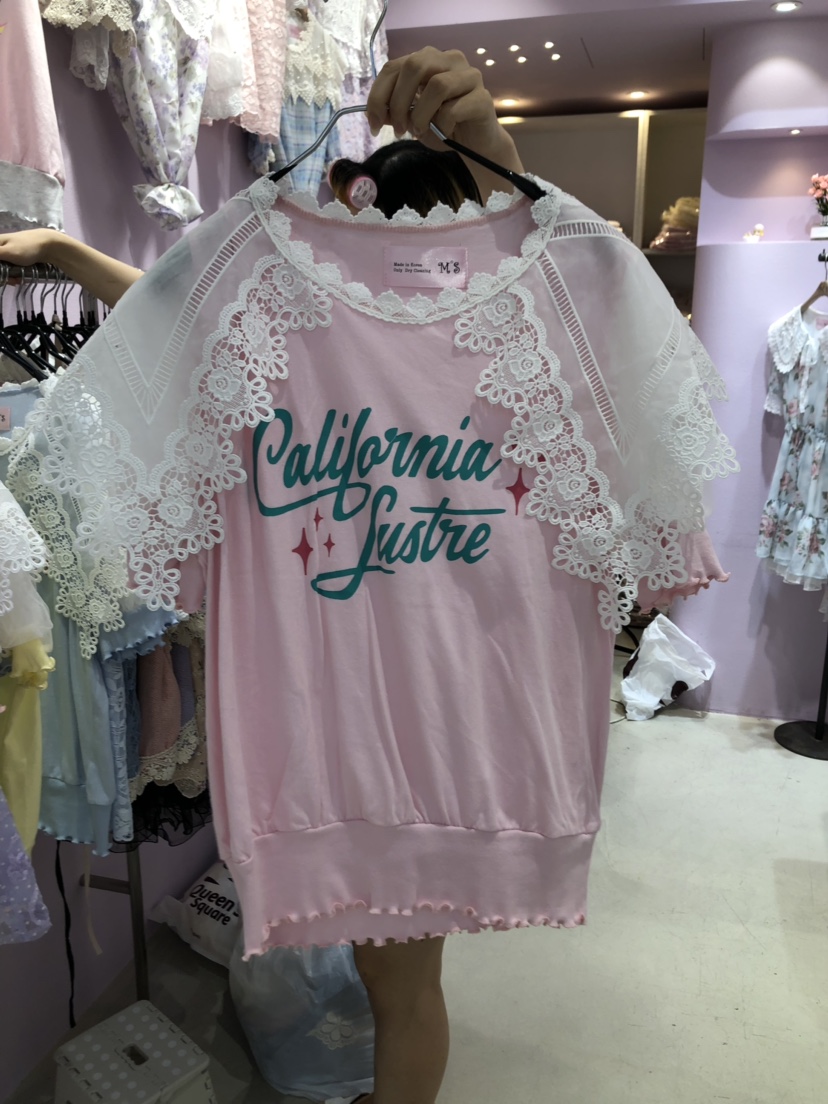 Made in Korea
Only Dry Cleaning
M'S
California
Lustre
Queen
Square